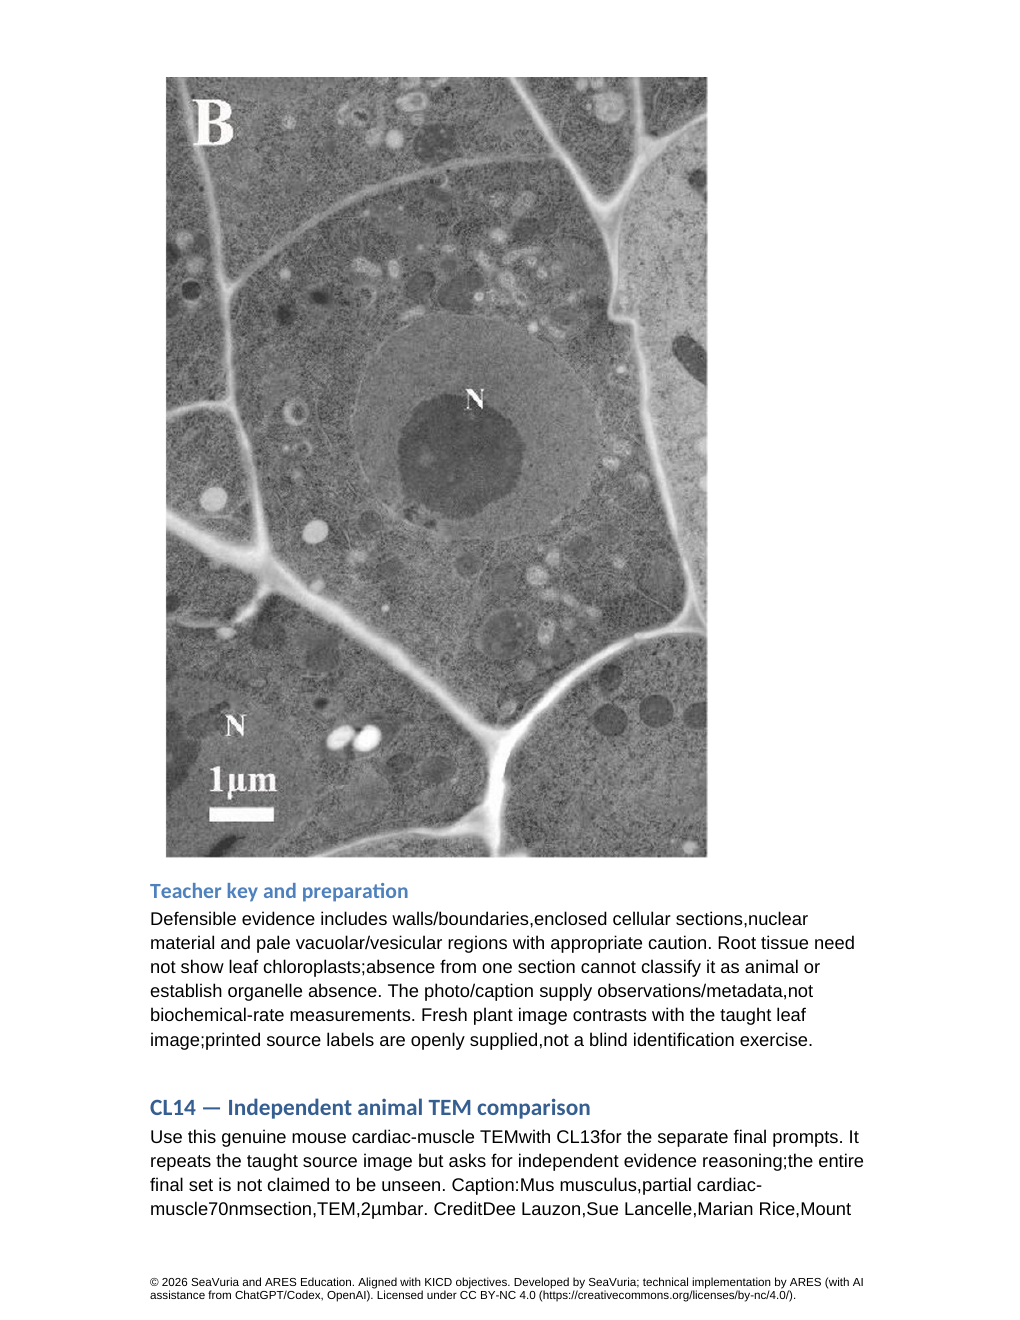 B
N
N
1µm
Teacher key and preparation
Defensible evidence includes walls/boundaries,enclosed cellular sections,nuclear
material and pale vacuolar/vesicular regions with appropriate caution. Root tissue need
not show leaf chloroplasts;absence from one section cannot classify it as animal or
establish organelle absence. The photo/caption supply observations/metadata,not
biochemical-rate measurements. Fresh plant image contrasts with the taught leaf
image;printed source labels are openly supplied,not a blind identification exercise.
CL14 — Independent animal TEM comparison
Use this genuine mouse cardiac-muscle TEMwith CL13for the separate final prompts. It
repeats the taught source image but asks for independent evidence reasoning;the entire
final set is not claimed to be unseen. Caption:Mus musculus,partial cardiac-
muscle70nmsection,TEM,2µmbar. CreditDee Lauzon,Sue Lancelle,Marian Rice,Mount
© 2026 SeaVuria and ARES Education. Aligned with KICD objectives. Developed by SeaVuria; technical implementation by ARES (with AI
assistance from ChatGPT/Codex, OpenAI). Licensed under CC BY-NC 4.0 (https://creativecommons.org/licenses/by-nc/4.0/).